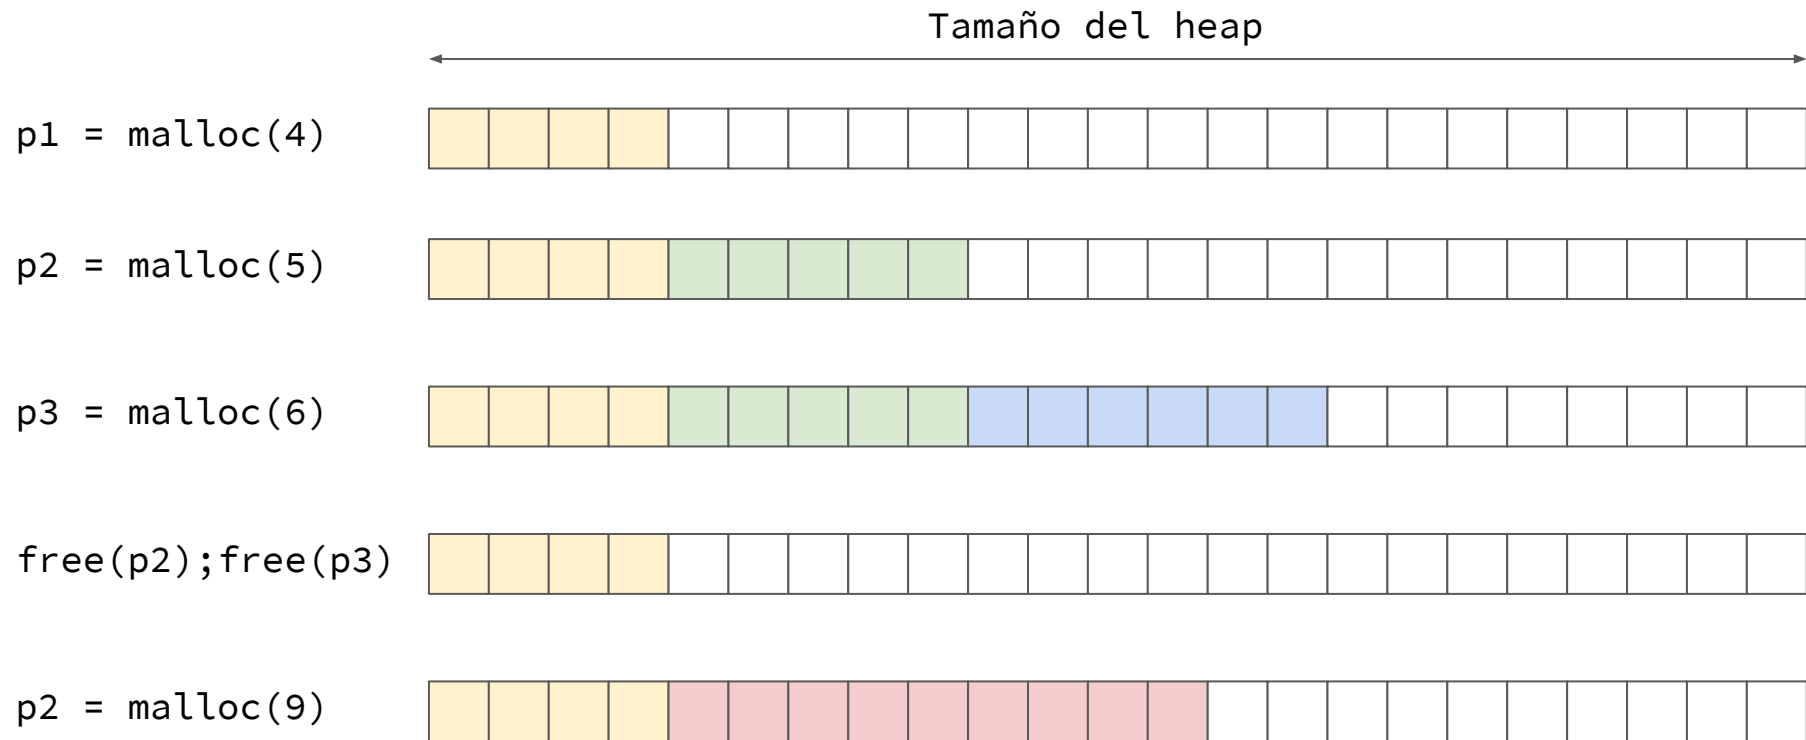 Tamaño del heap
p1 = malloc(4)
p2 = malloc(5)
p3 = malloc(6)
free(p2);free(p3)
p2 = malloc(9)